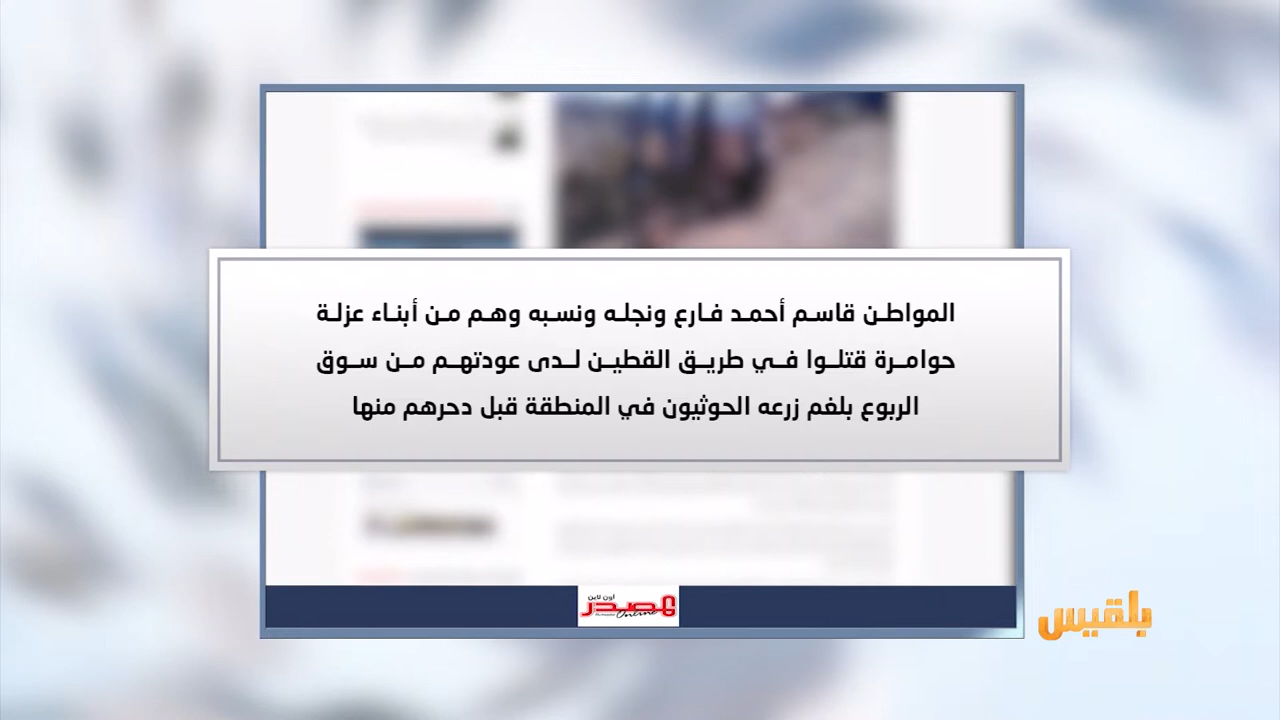 المواطن قاسم أحمد فارع ونجله ونسبه وهم من أبناء عزلة
حوامرة قتلوا في طريق القطين لدى عودتهم من سوق
الربوع بلغم زرعه الحوثيون في المنطقة قبل دحرهم منها
اون لاين
المصدر
Online
بلقيس